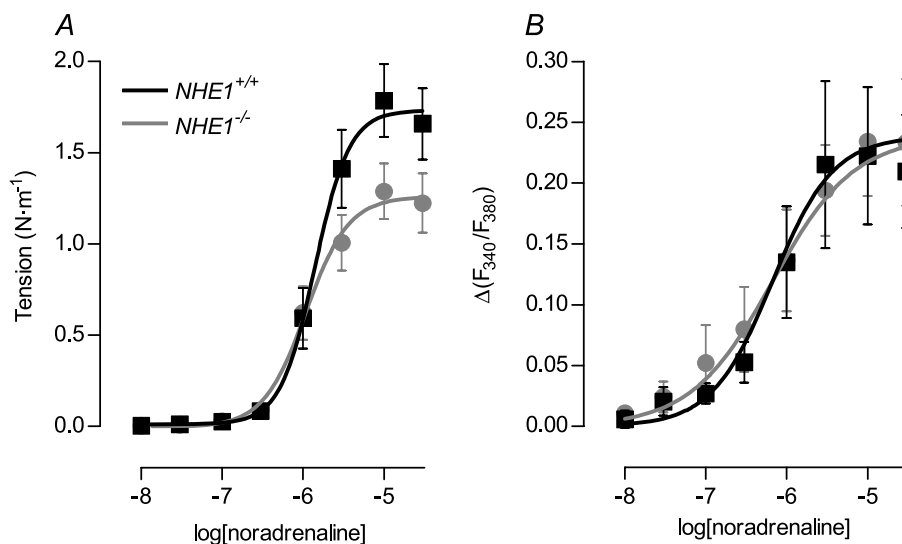 A
B
NHE1+/+
NHE1-/-
Tension (N·m-1)
2.0
1.5
1.0
0.5
0.0
-8
-7
-6
-5
log[noradrenaline]
Δ(F340/F380)
0.30
0.25
0.20
0.15
0.10
0.05
0.00
-8
-7
-6
-5
log[noradrenaline]